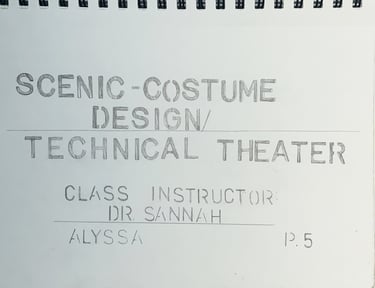 SCENIC-COSTUME
DESIGN/
TECHNICAL THEATER
CLASS INSTRUCTOR:
DR. SANNAH
ALYSSA P.5